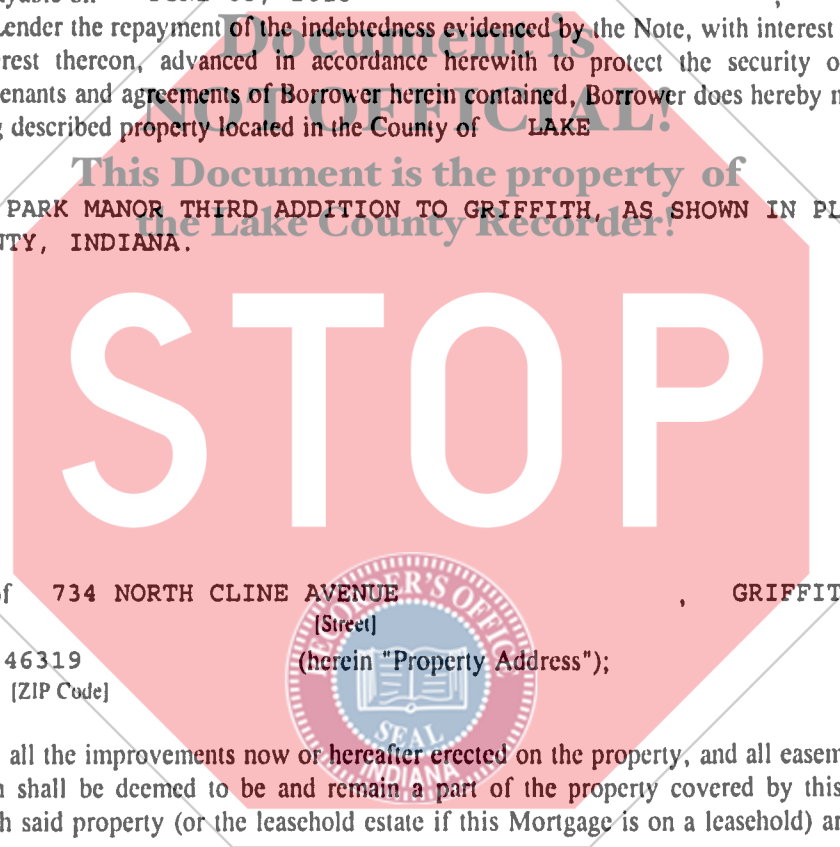 Lender the repayment of the indebtedness evidenced by the Note, with interest
rest thereon, advanced in accordance herewith to protect the security o
enants and agreements of Borrower herein contained, Borrower does hereby
described property located in the County of LAKE
Document is
NOT OFFICIAL!
This Document is the property of
the Lake County Recorder!
PARK MANOR THIRD ADDITION TO GRIFFITH, AS SHOWN IN PL
NTY, INDIANA.
STOP
of 734 NORTH CLINE AVENUE , GRIFFIT
[Street]
46319 (herein "Property Address");
[ZIP Code]
RECORDER'S OFFICE
SEAL
INDIANA
all the improvements now or hereafter erected on the property, and all easem
shall be deemed to be and remain a part of the property covered by this
h said property (or the leasehold estate if this Mortgage is on a leasehold) ar